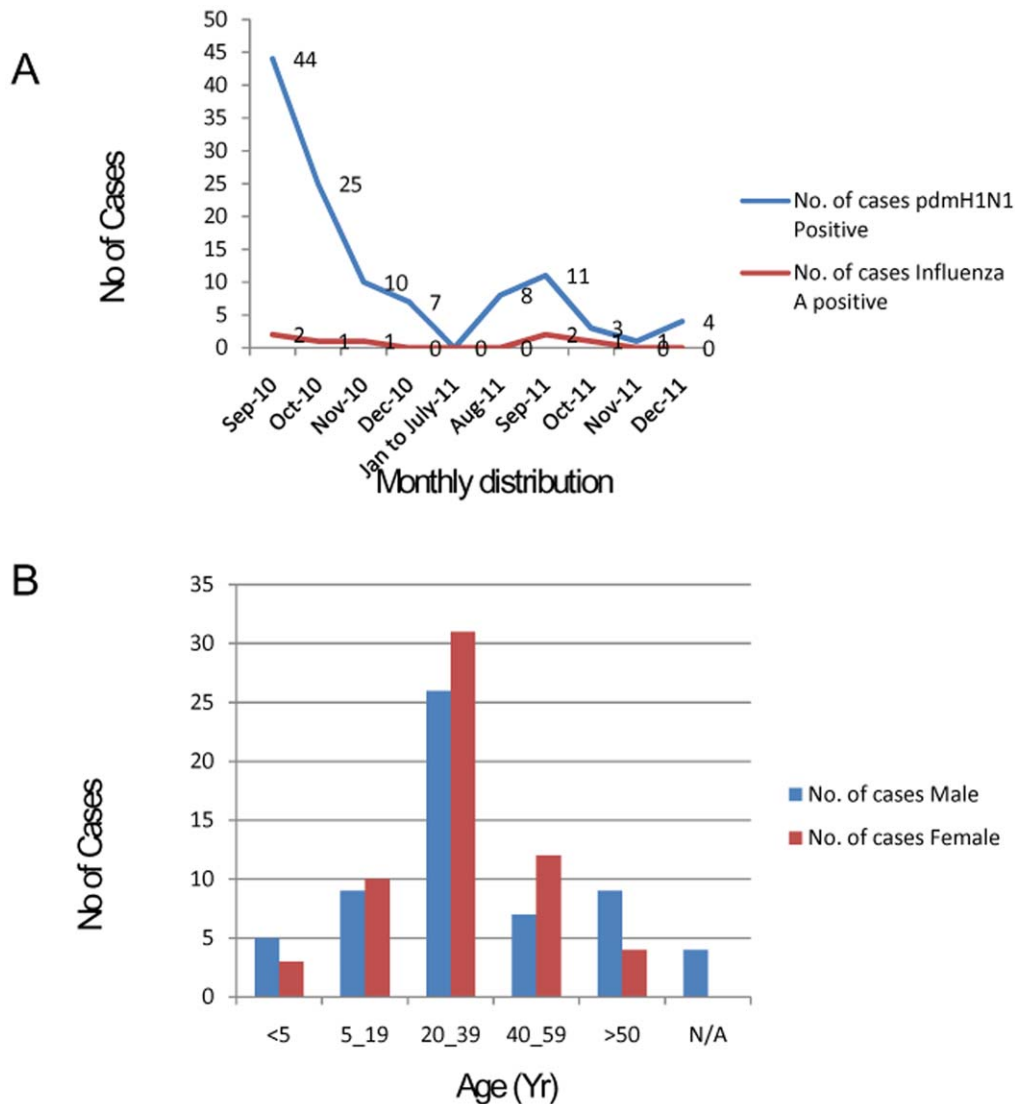 A
50
45
40
35
30
25
20
15
10
5
0
No of Cases
44
25
10
7
0
8
11
3
1
4
2
1
1
0
0
0
2
1
0
0
Sep-10
Oct-10
Nov-10
Dec-10
Jan to July-11
Aug-11
Sep-11
Oct-11
Nov-11
Dec-11
Monthly distribution
No. of cases pdmH1N1
Positive
No. of cases Influenza
A positive
B
35
30
25
20
15
10
5
0
No of Cases
<5
5_19
20_39
40_59
>50
N/A
Age (Yr)
No. of cases Male
No. of cases Female